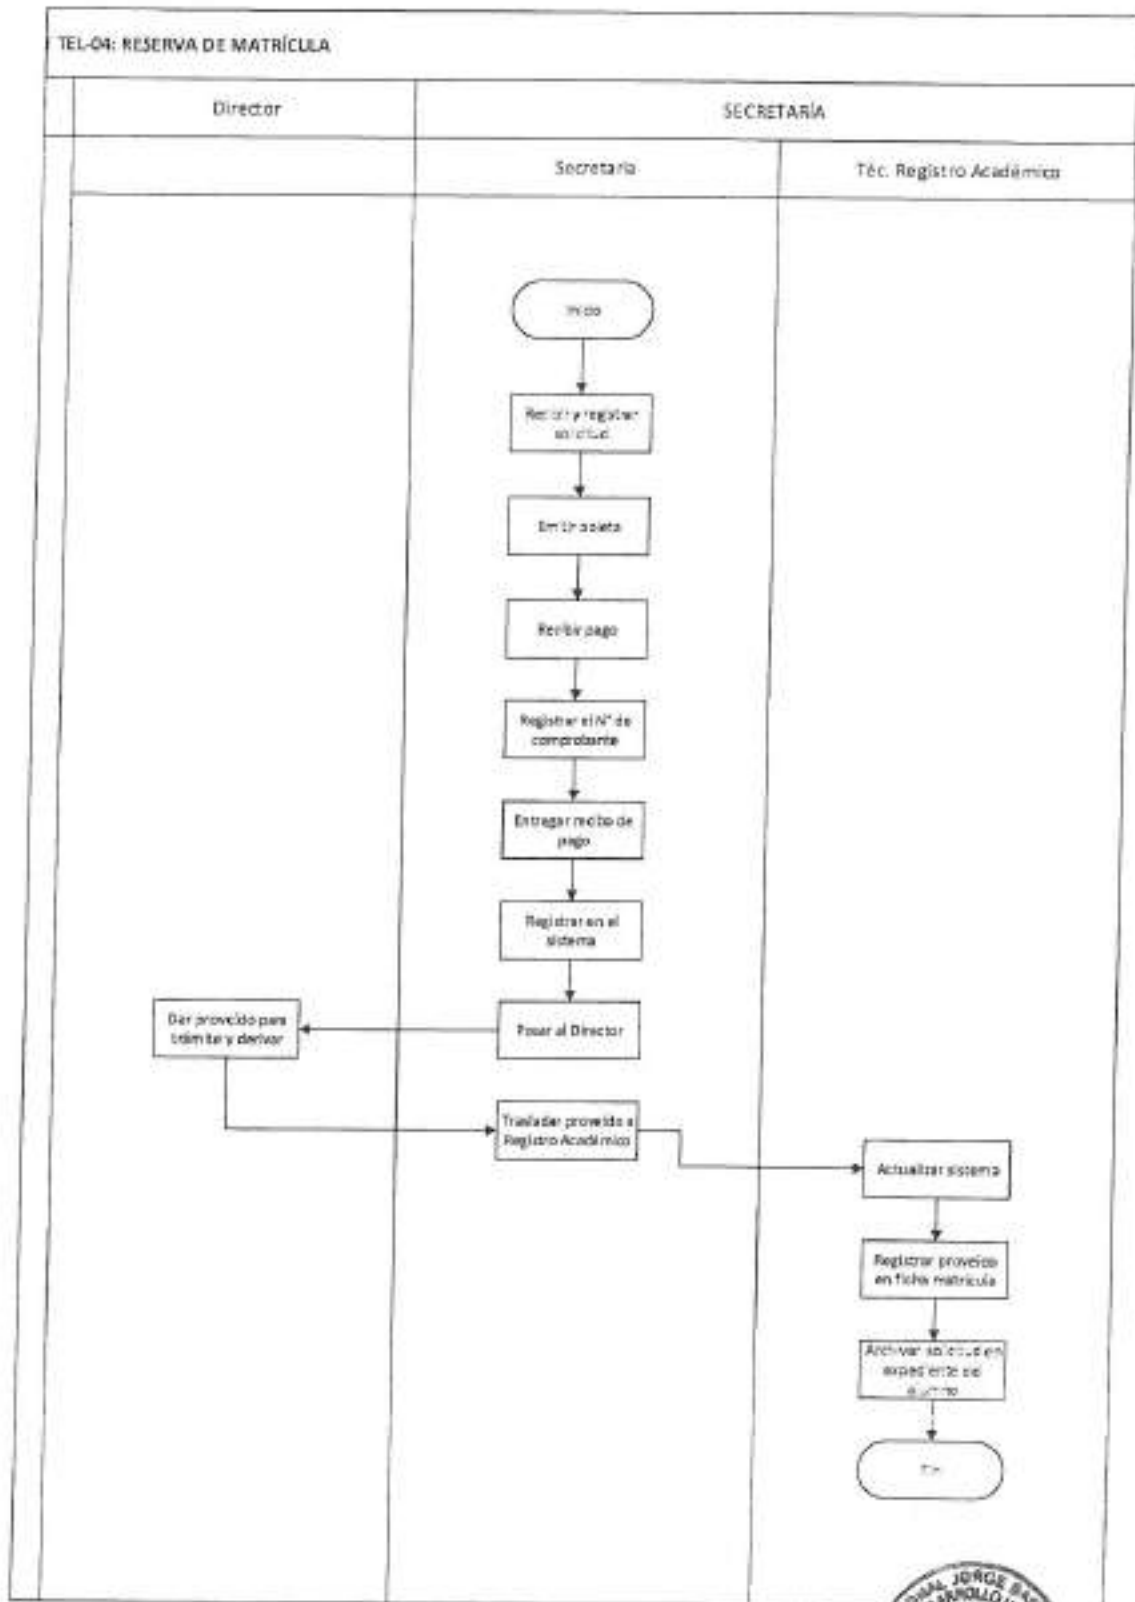 TEL-04: RESERVA DE MATRÍCULA
Director
SECRETARÍA
Secretaría
Téc. Registro Académico
Inicio
Recibir y registrar
solicitud
Emitir boleta
Recibir pago
Registrar el N° de
comprobante
Entregar recibo de
pago
Registrar en el
sistema
Dar proveído para
trámite y derivar
Pasar al Director
Trasladar proveído a
Registro Académico
Actualizar sistema
Registrar proveído
en ficha matrícula
Archivar solicitud en
expediente del
alumno
Fin
JORGE